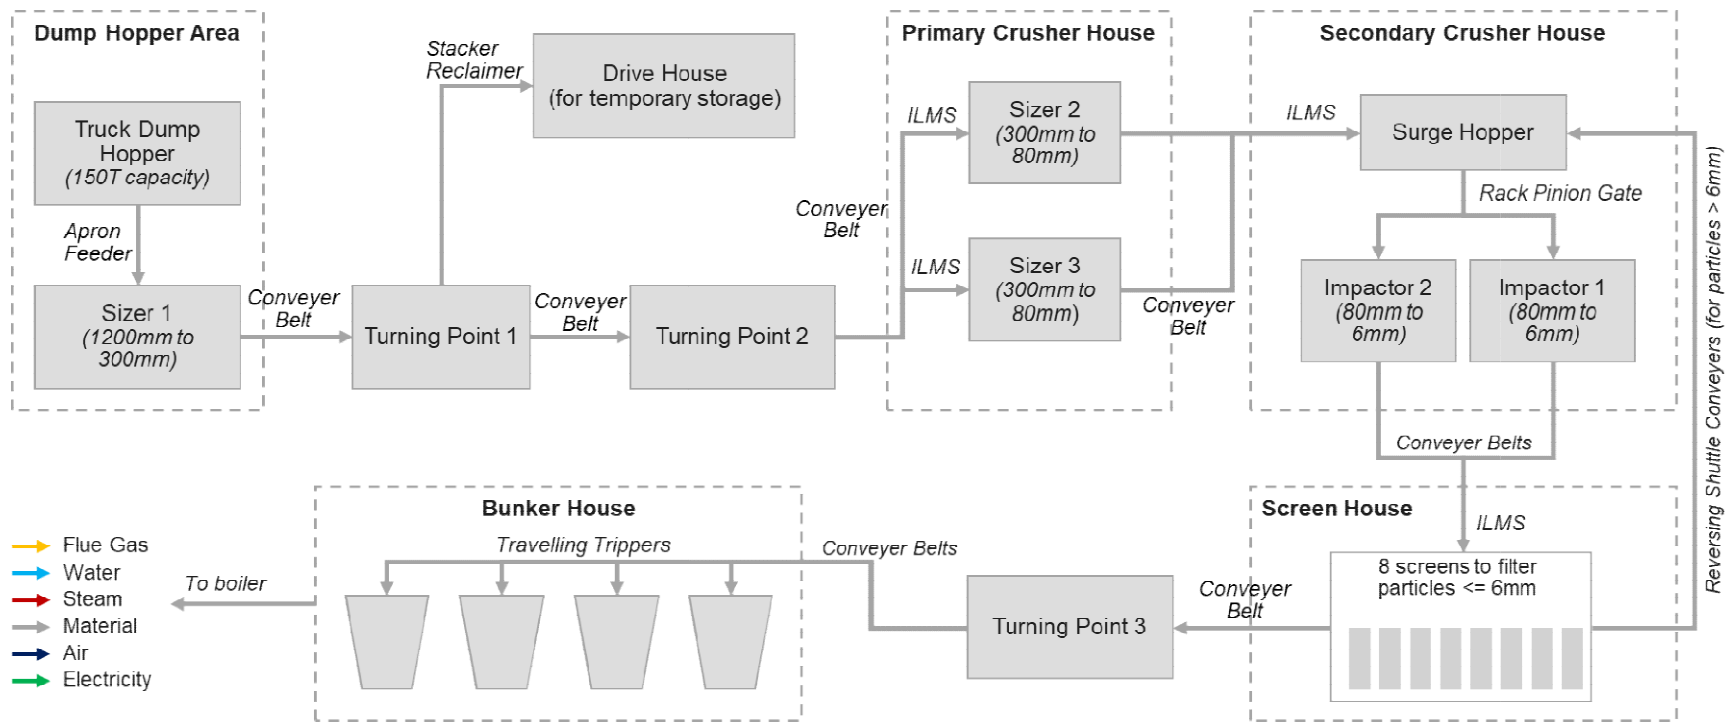 Dump Hopper Area
Truck Dump
Hopper
(150T capacity)
Apron
Feeder
Sizer 1
(1200mm to
300mm)
Conveyer
Belt
Turning Point 1
Stacker
Reclaimer
Drive House
(for temporary storage)
Conveyer
Belt
Turning Point 2
Conveyer
Belt
Primary Crusher House
ILMS
Sizer 2
(300mm to
80mm)
ILMS
Sizer 3
(300mm to
80mm)
Conveyer
Belt
Secondary Crusher House
ILMS
Surge Hopper
Rack Pinion Gate
Impactor 2
(80mm to
6mm)
Impactor 1
(80mm to
6mm)
Conveyer Belts
Reversing Shuttle Conveyers (for particles > 6mm)
Screen House
ILMS
8 screens to filter
particles <= 6mm
Conveyer
Belt
Turning Point 3
Conveyer Belts
Bunker House
Travelling Trippers
To boiler
Flue Gas
Water
Steam
Material
Air
Electricity